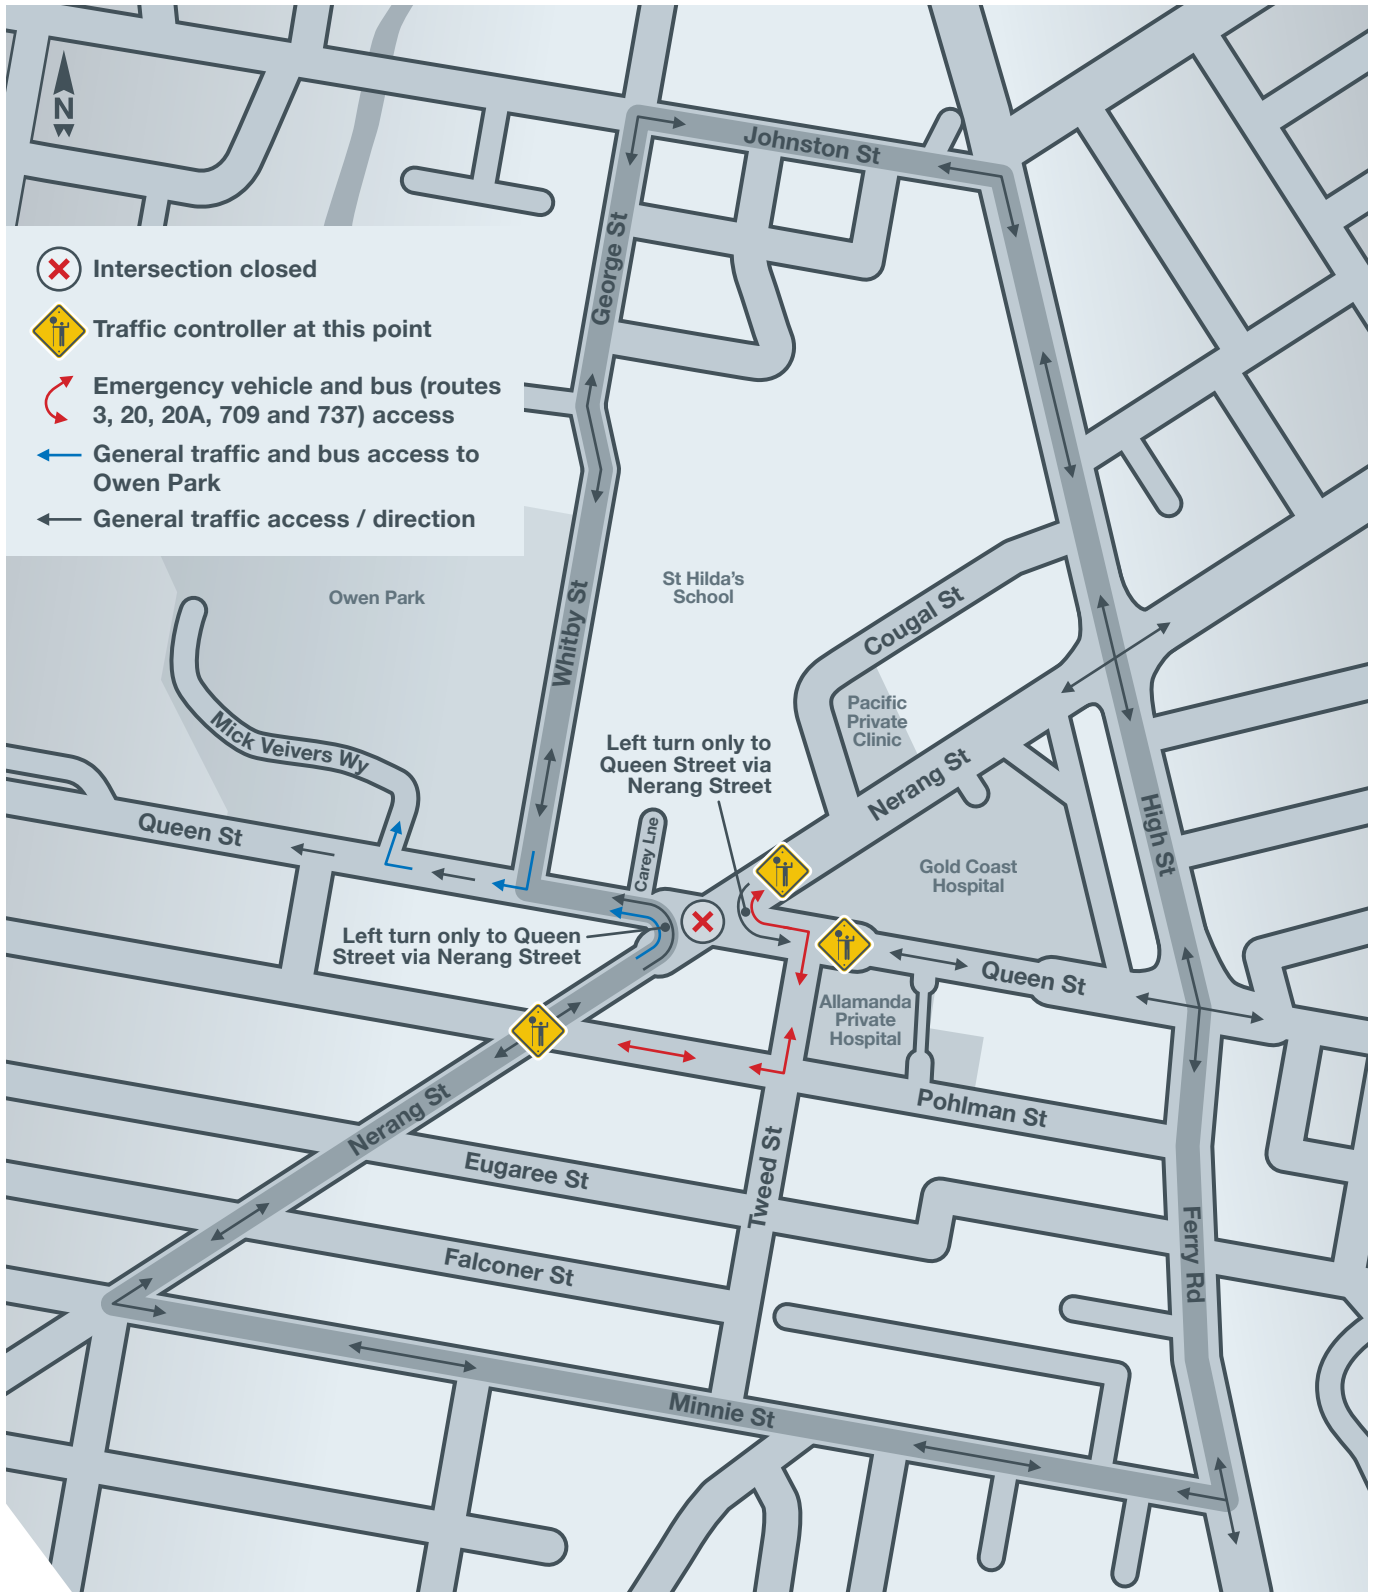 N
Johnston St
George St
Intersection closed
Traffic controller at this point
Emergency vehicle and bus (routes
3, 20, 20A, 709 and 737) access
General traffic and bus access to
Owen Park
General traffic access / direction
Owen Park
St Hilda's
School
Whitby St
Cougal St
Mick Veivers Wy
Pacific
Private
Clinic
Left turn only to
Queen Street via
Nerang Street
Nerang St
High St
Queen St
Carey Lne
Gold Coast
Hospital
Left turn only to Queen
Street via Nerang Street
Queen St
Allamanda
Private
Hospital
Nerang St
Pohlman St
Eugaree St
Tweed St
Ferry Rd
Falconer St
Minnie St